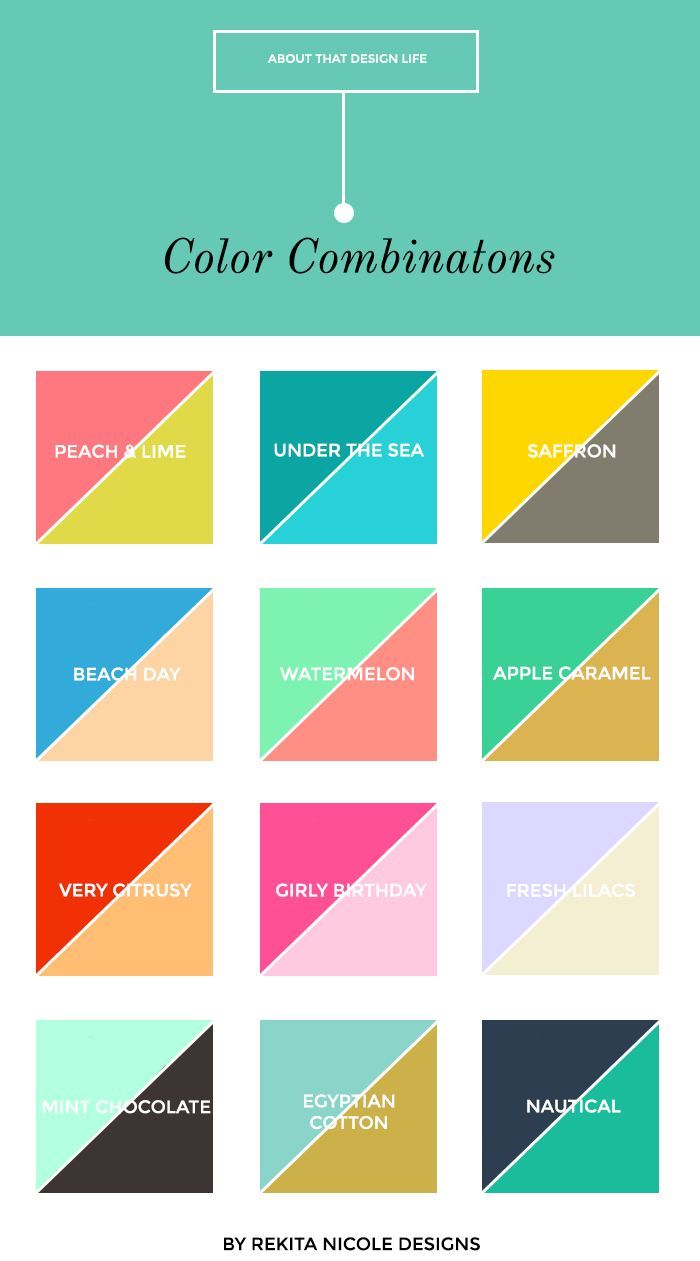 ABOUT THAT DESIGN LIFE
Color Combinatons
PEACH & LIME
UNDER THE SEA
SAFFRON
BEACH DAY
WATERMELON
APPLE CARAMEL
VERY CITRUSY
GIRLY BIRTHDAY
FRESH LILACS
MINT CHOCOLATE
EGYPTIAN
COTTON
NAUTICAL
BY REKITA NICOLE DESIGNS